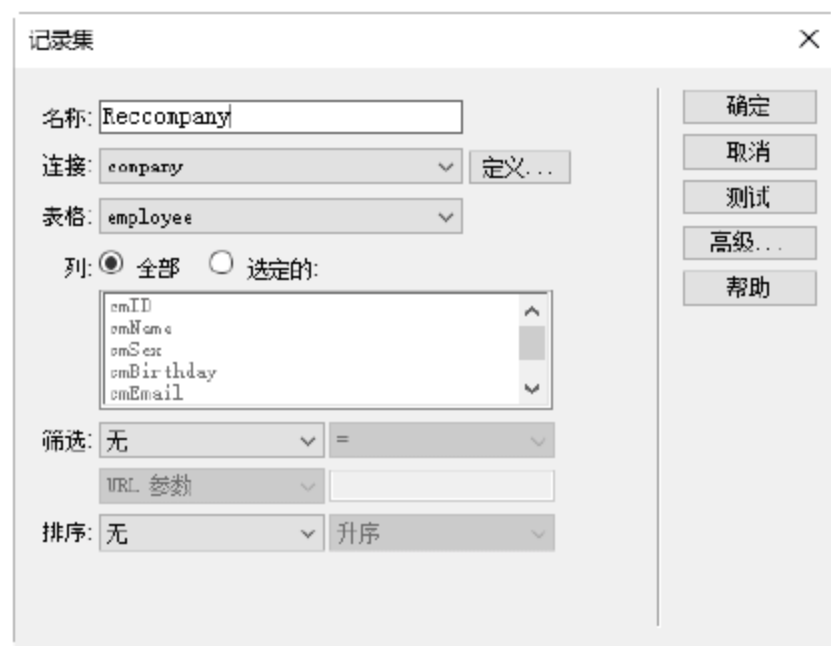 记录集
名称: Reccompany
确定
连接: company 定义...
取消
表格: employee
测试
列: 全部 选定的:
高级...
帮助
emID
emName
emSex
emBirthday
emEmail
筛选: 无 =
URL 参数
排序: 无 升序